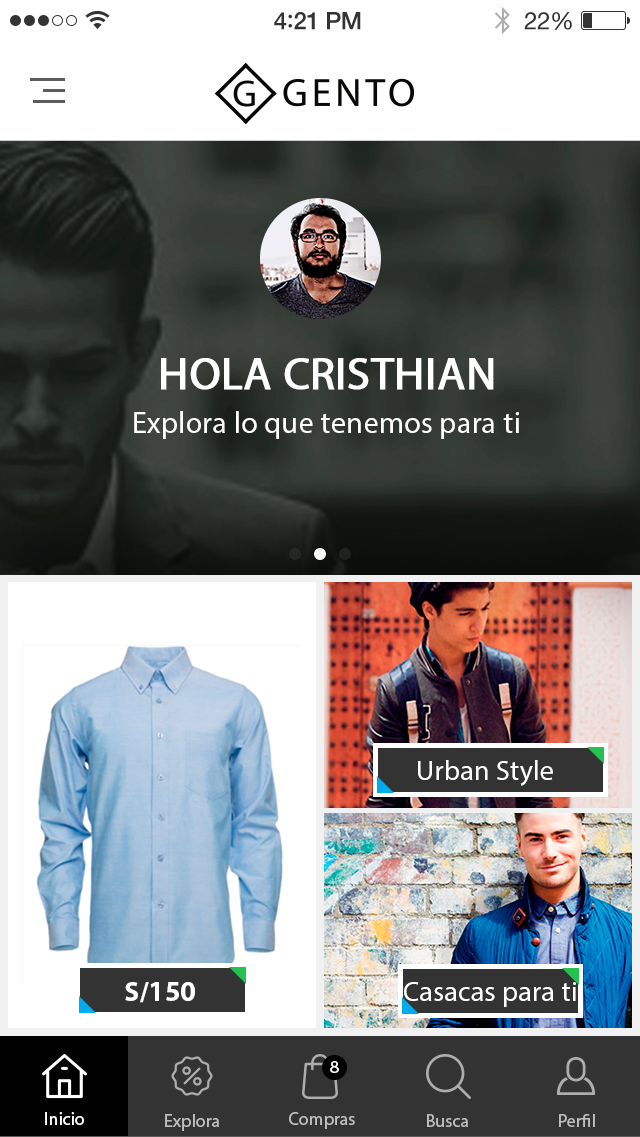 4:21 PM
22%
G GENTO
HOLA CRISTHIAN
Explora lo que tenemos para ti
Urban Style
S/150
Casacas para ti
8
Inicio
Explora
Compras
Busca
Perfil